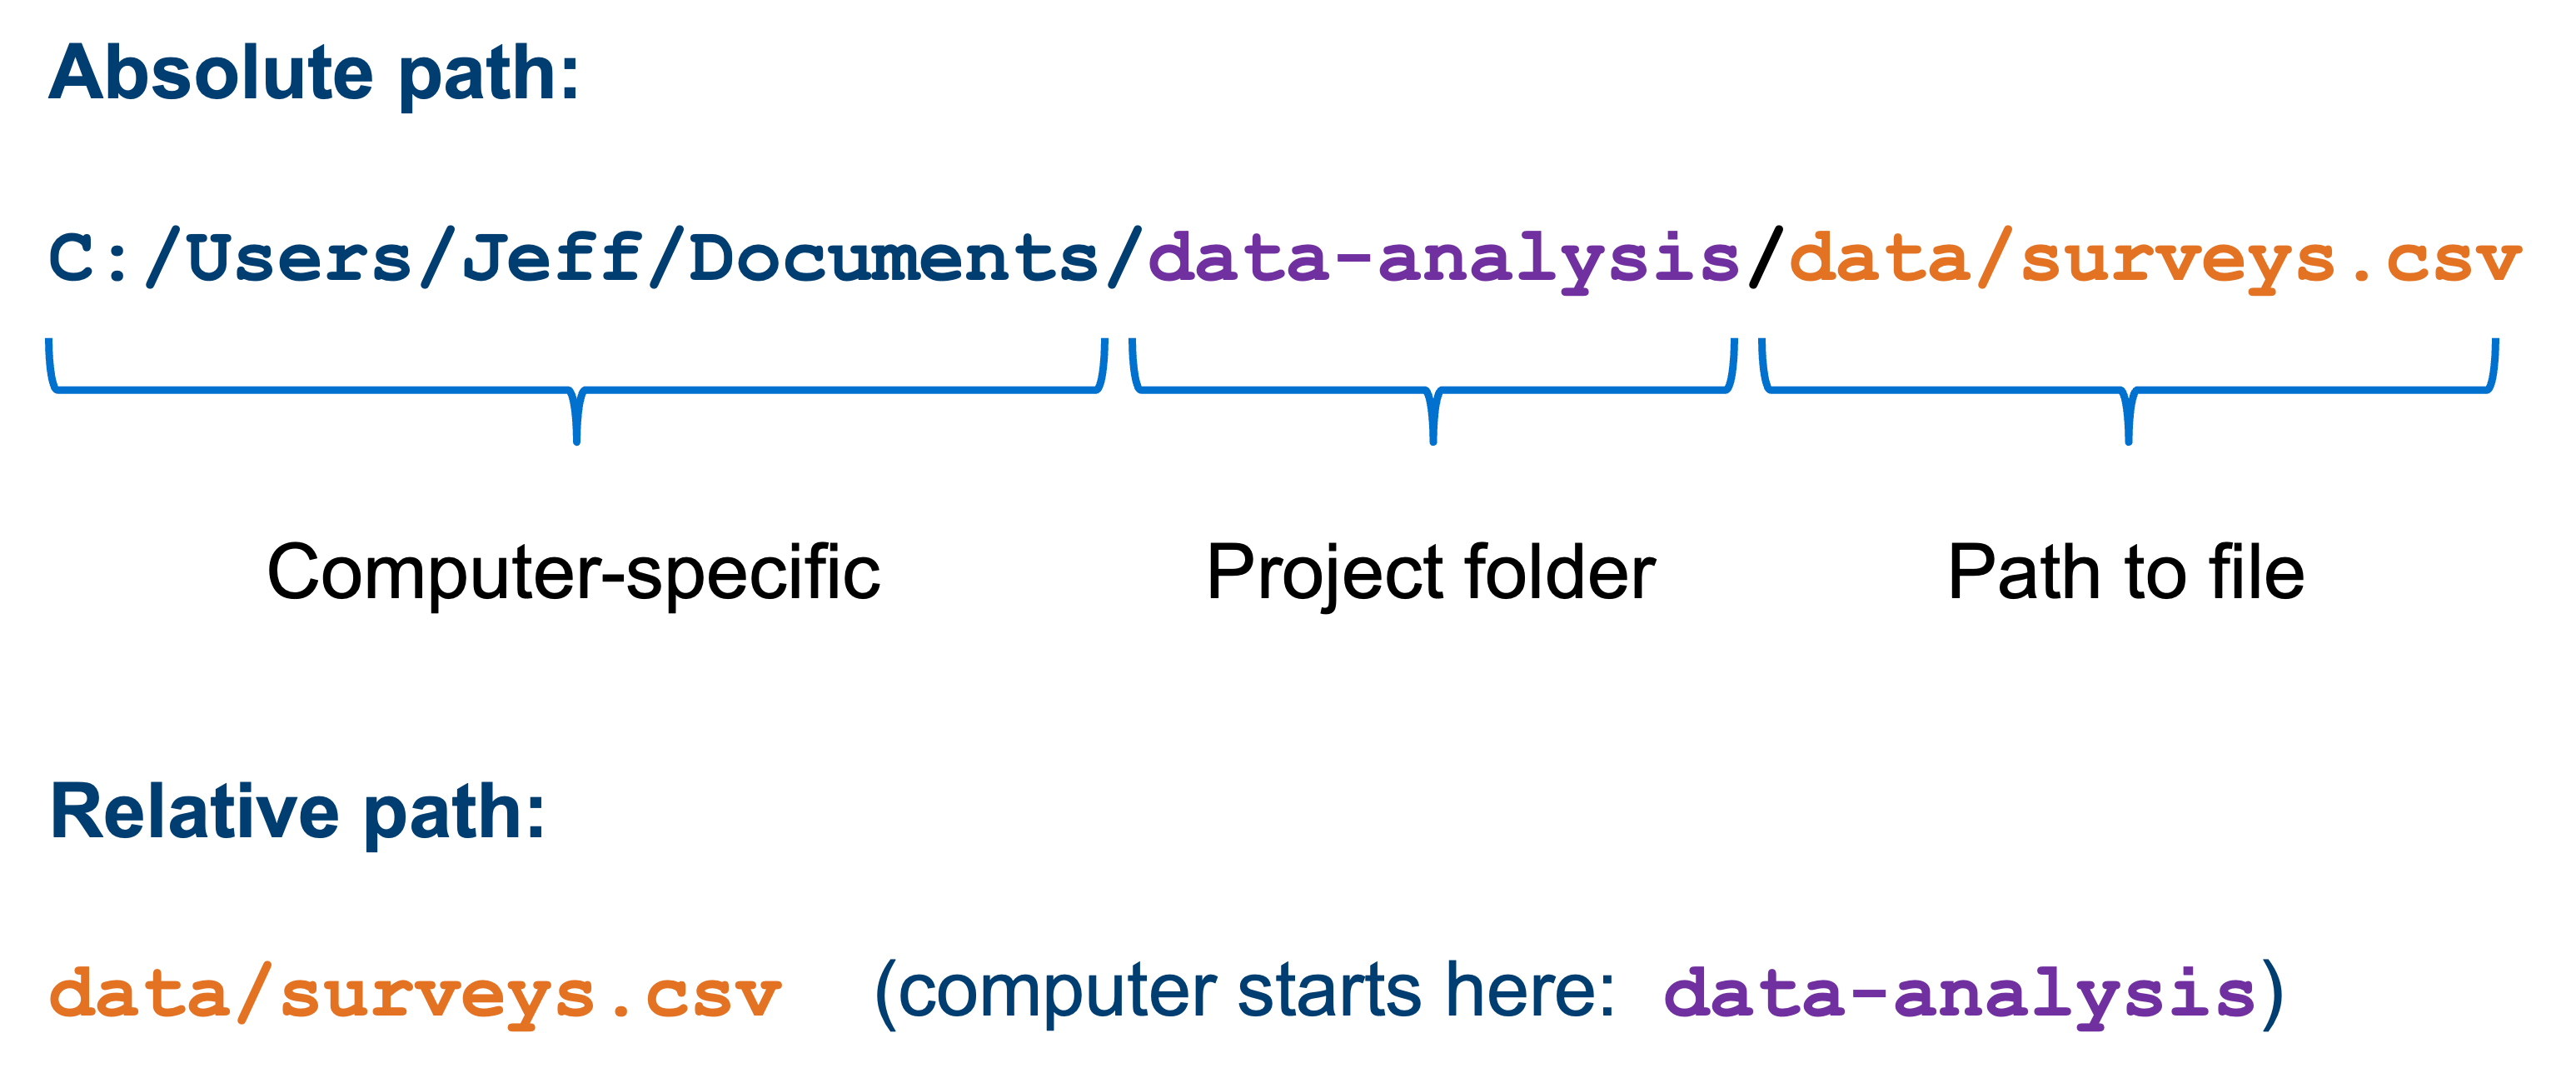 Absolute path:
C:/Users/Jeff/Documents/data-analysis/data/surveys.csv
Computer-specific Project folder Path to file
Relative path:
data/surveys.csv (computer starts here: data-analysis)